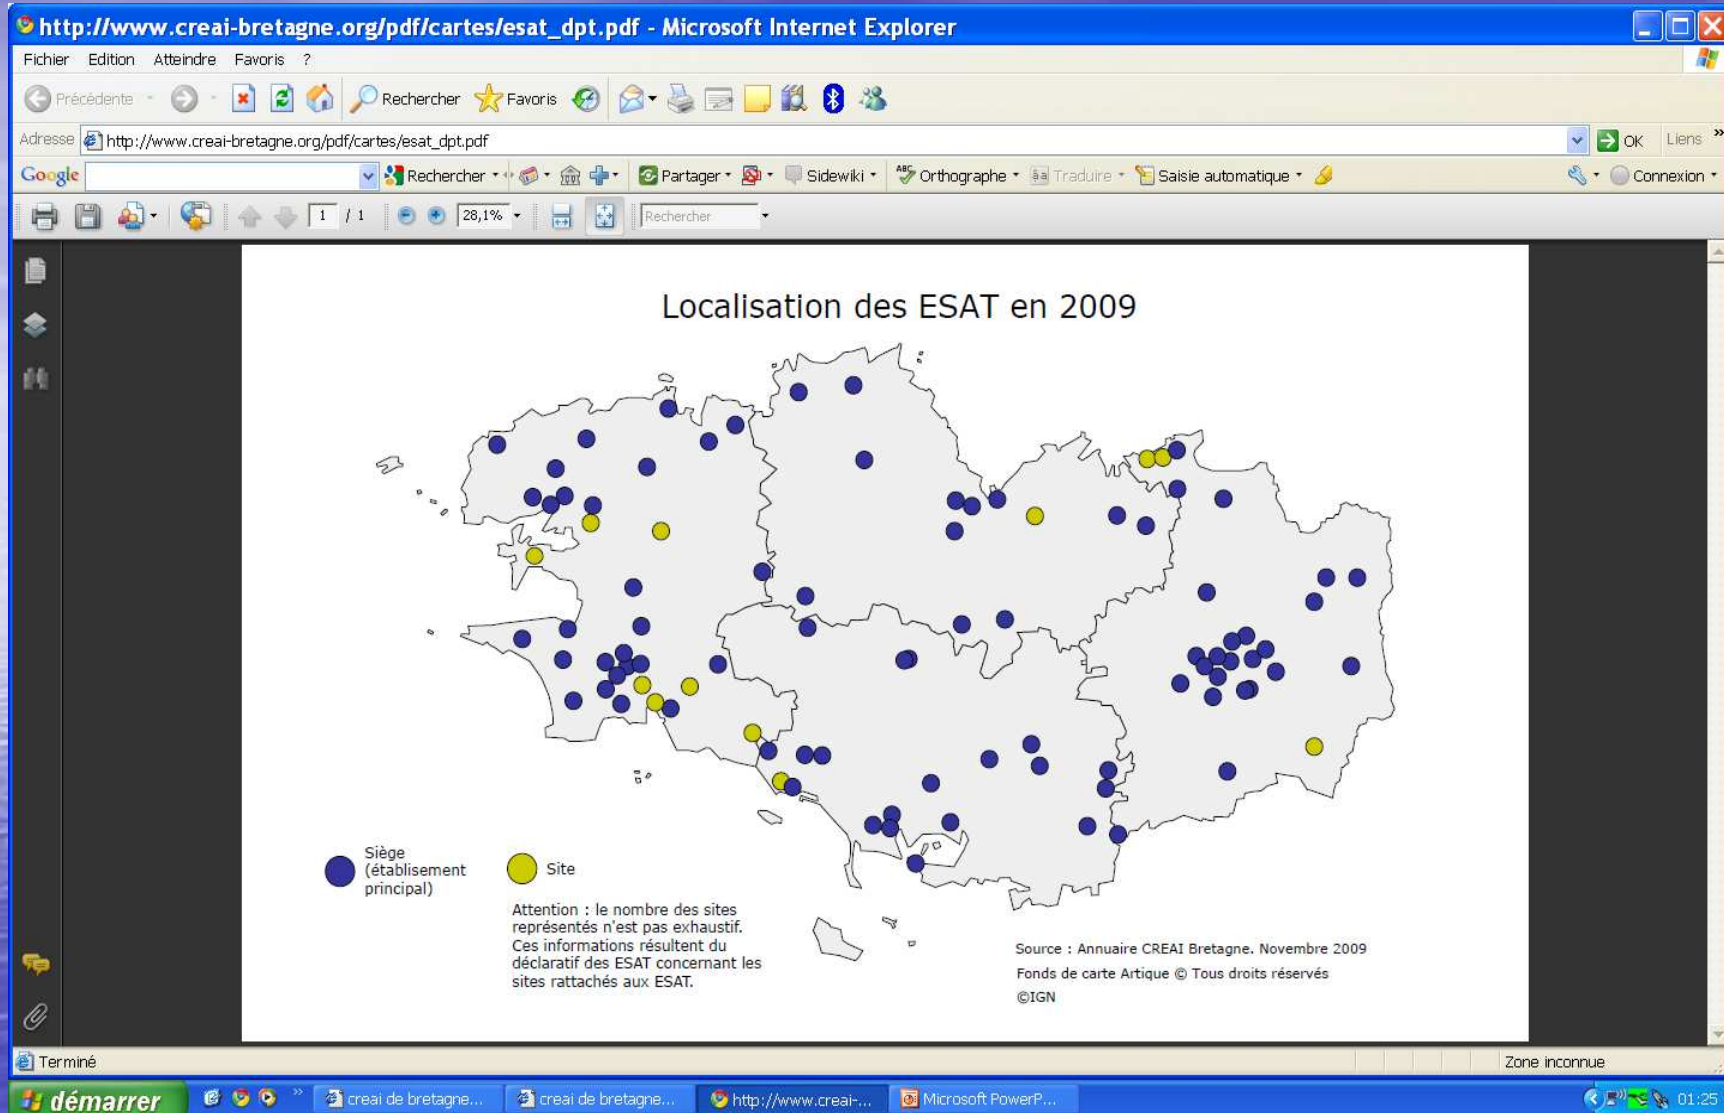 http://www.creai-bretagne.org/pdf/cartes/esat_dpt.pdf - Microsoft Internet Explorer
Fichier Edition Atteindre Favoris ?
Précédente Rechercher Favoris
Adresse http://www.creai-bretagne.org/pdf/cartes/esat_dpt.pdf OK Liens »
Google Rechercher Partager Sidewiki ABC Orthographe Traduire Saisie automatique Connexion
1 / 1 28,1% Rechercher
Localisation des ESAT en 2009
Siège
(établisement
principal)
Site
Attention : le nombre des sites
représentés n'est pas exhaustif.
Ces informations résultent du
déclaratif des ESAT concernant les
sites rattachés aux ESAT.
Source : Annuaire CREAI Bretagne. Novembre 2009
Fonds de carte Artique © Tous droits réservés
©IGN
Terminé Zone inconnue
démarrer » creai de bretagne... creai de bretagne... http://www.creai-... Microsoft PowerP... 01:25